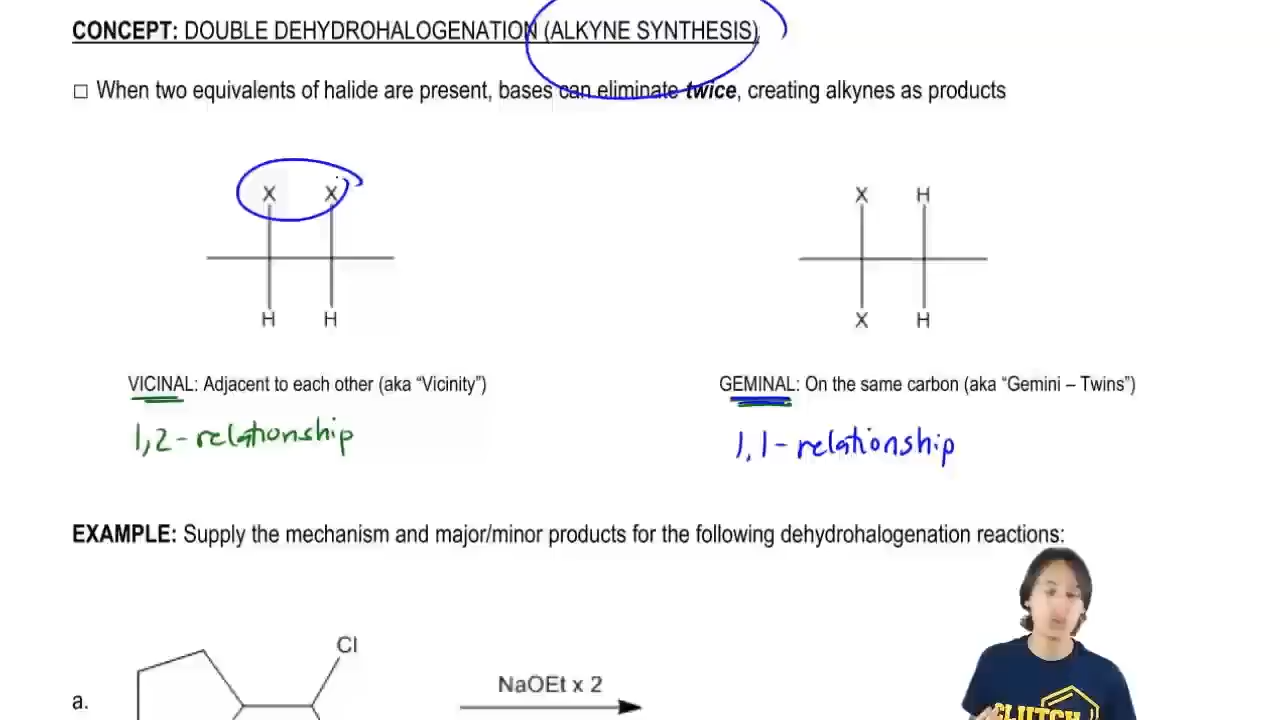 CONCEPT: DOUBLE DEHYDROHALOGENATION (ALKYNE SYNTHESIS)
□ When two equivalents of halide are present, bases can eliminate twice, creating alkynes as products
X X
H H
X H
X H
VICINAL: Adjacent to each other (aka “Vicinity”)
1,2-relationship
GEMINAL: On the same carbon (aka “Gemini – Twins”)
1,1-relationship
EXAMPLE: Supply the mechanism and major/minor products for the following dehydrohalogenation reactions:
a.
Cl
NaOEt x 2
CLUTCH